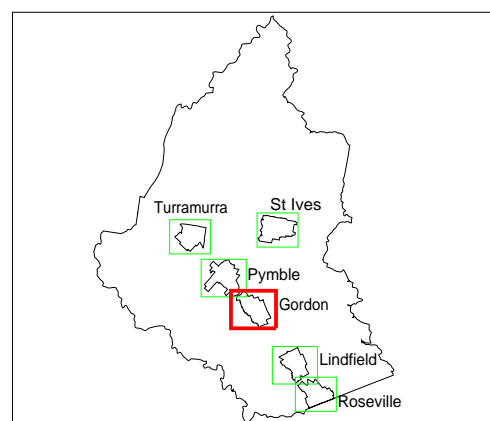 St Ives
Turramurra
Pymble
Gordon
Lindfield
Roseville